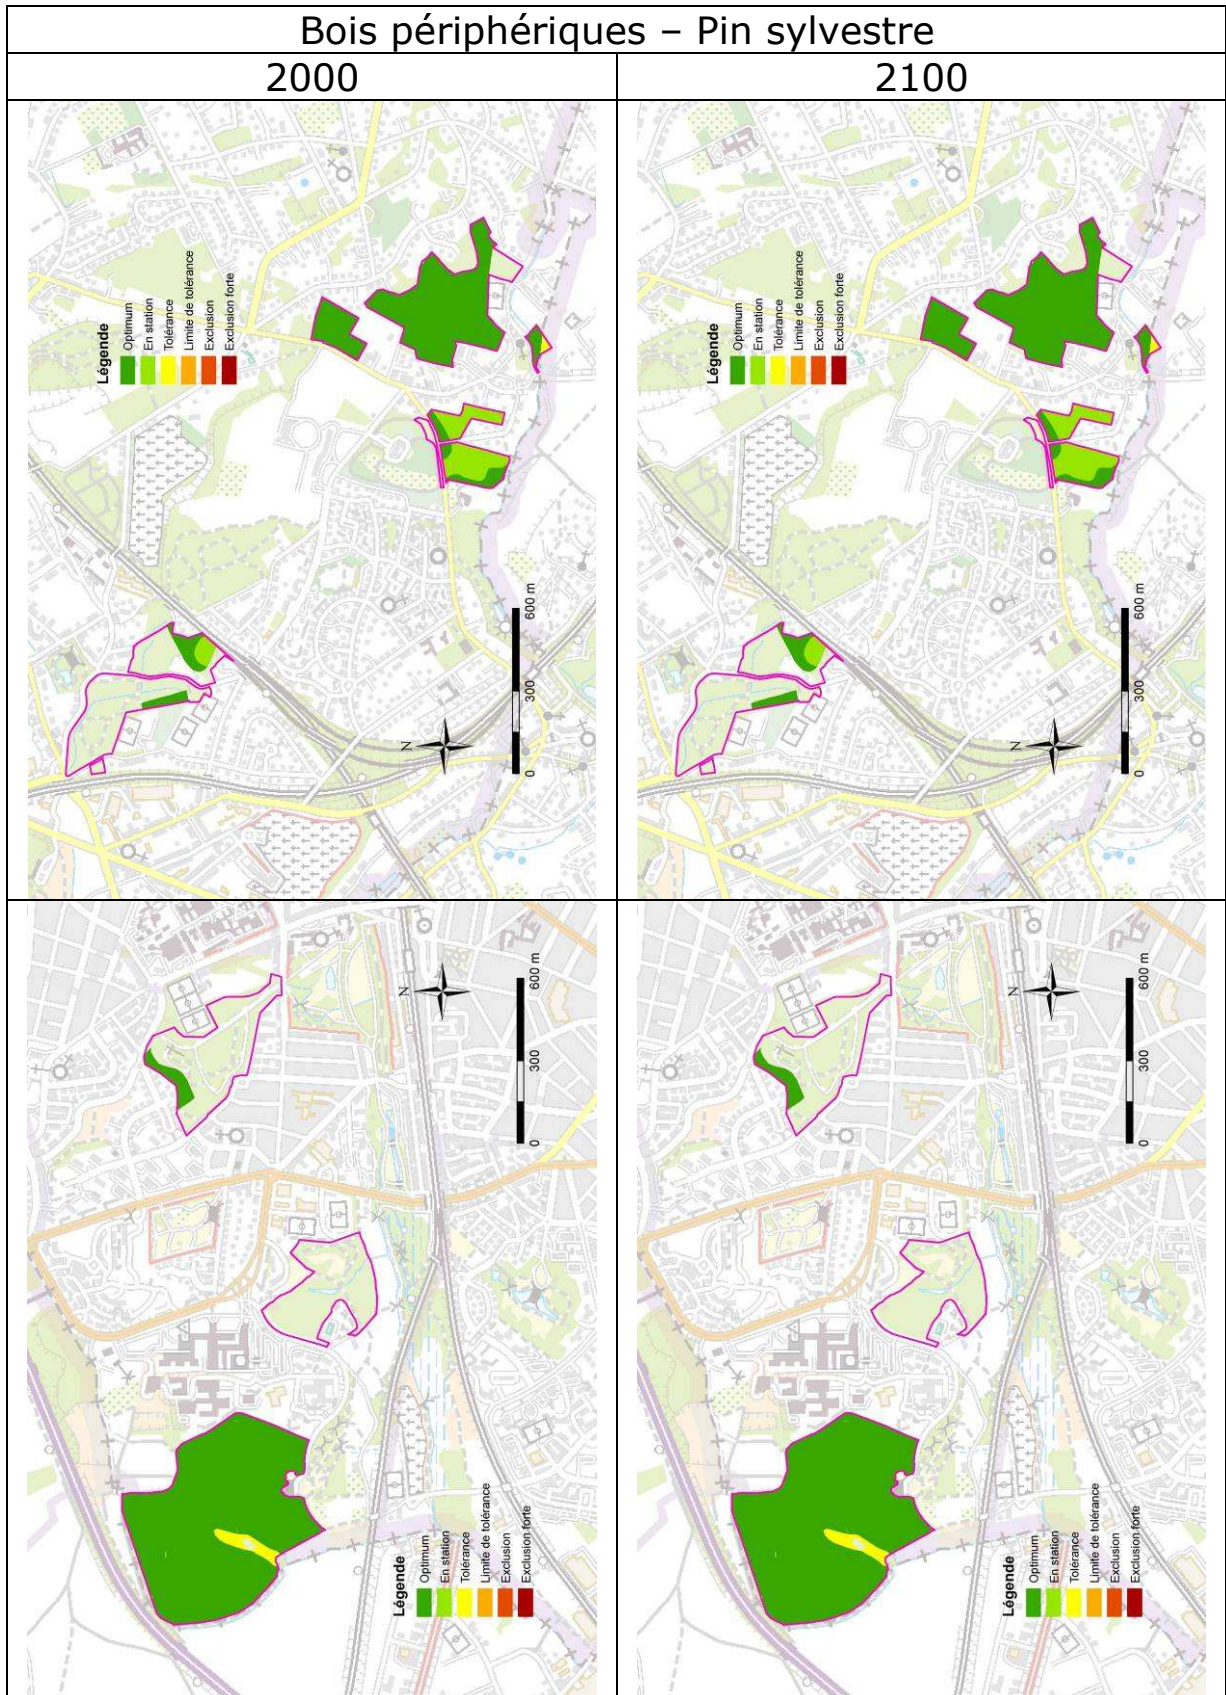 Bois périphériques – Pin sylvestre
2000
2100
Légende
Optimum
En station
Tolérance
Limite de tolérance
Exclusion
Exclusion forte
N
0
300
600 m
Légende
Optimum
En station
Tolérance
Limite de tolérance
Exclusion
Exclusion forte
N
0
300
600 m
N
0
300
600 m
Légende
Optimum
En station
Tolérance
Limite de tolérance
Exclusion
Exclusion forte
N
0
300
600 m
Légende
Optimum
En station
Tolérance
Limite de tolérance
Exclusion
Exclusion forte